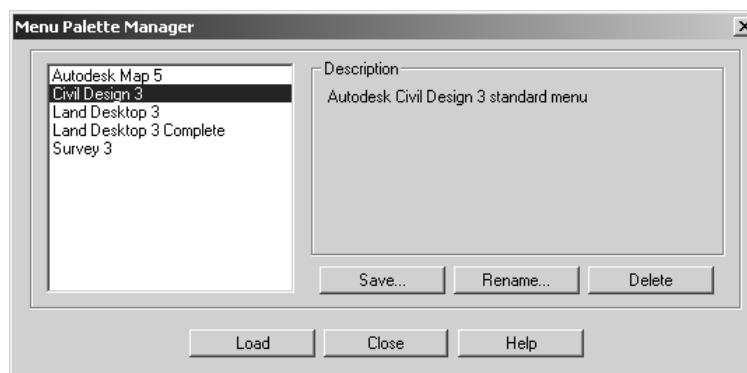 Menu Palette Manager
Autodesk Map 5
Civil Design 3
Land Desktop 3
Land Desktop 3 Complete
Survey 3
Description
Autodesk Civil Design 3 standard menu
Save...
Rename...
Delete
Load
Close
Help